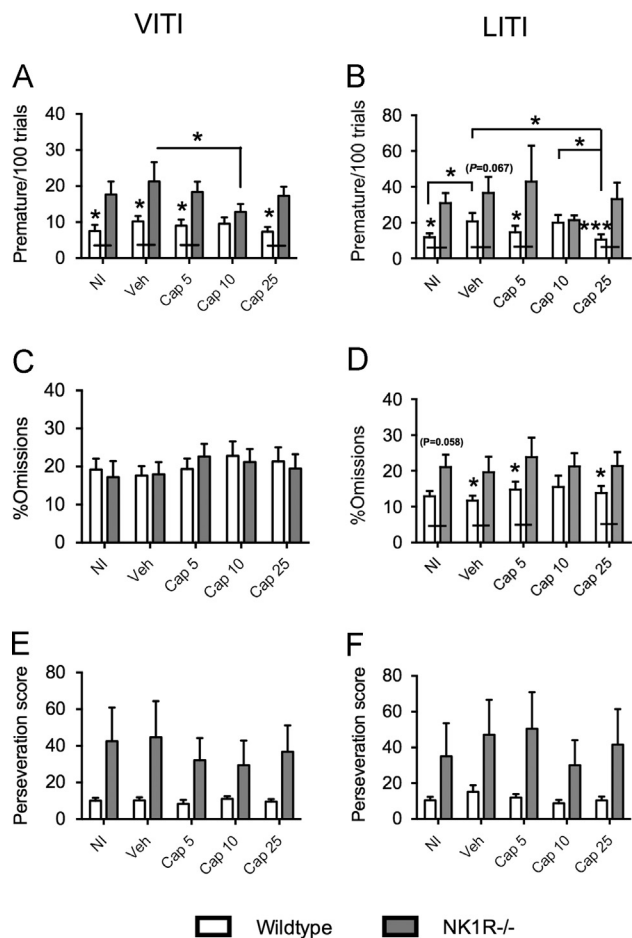 VITI
LITI
A
Premature/100 trials
40
30
20
10
0
*
*
*
*
*
NI
Veh
Cap 5
Cap 10
Cap 25
B
Premature/100 trials
80
60
40
20
0
*
*
*
(P=0.067)
*
*
***
NI
Veh
Cap 5
Cap 10
Cap 25
C
%Omissions
40
30
20
10
0
NI
Veh
Cap 5
Cap 10
Cap 25
D
%Omissions
40
30
20
10
0
(P=0.058)
*
*
*
NI
Veh
Cap 5
Cap 10
Cap 25
E
Perseveration score
80
60
40
20
0
NI
Veh
Cap 5
Cap 10
Cap 25
F
Perseveration score
80
60
40
20
0
NI
Veh
Cap 5
Cap 10
Cap 25
Wildtype
NK1R-/-